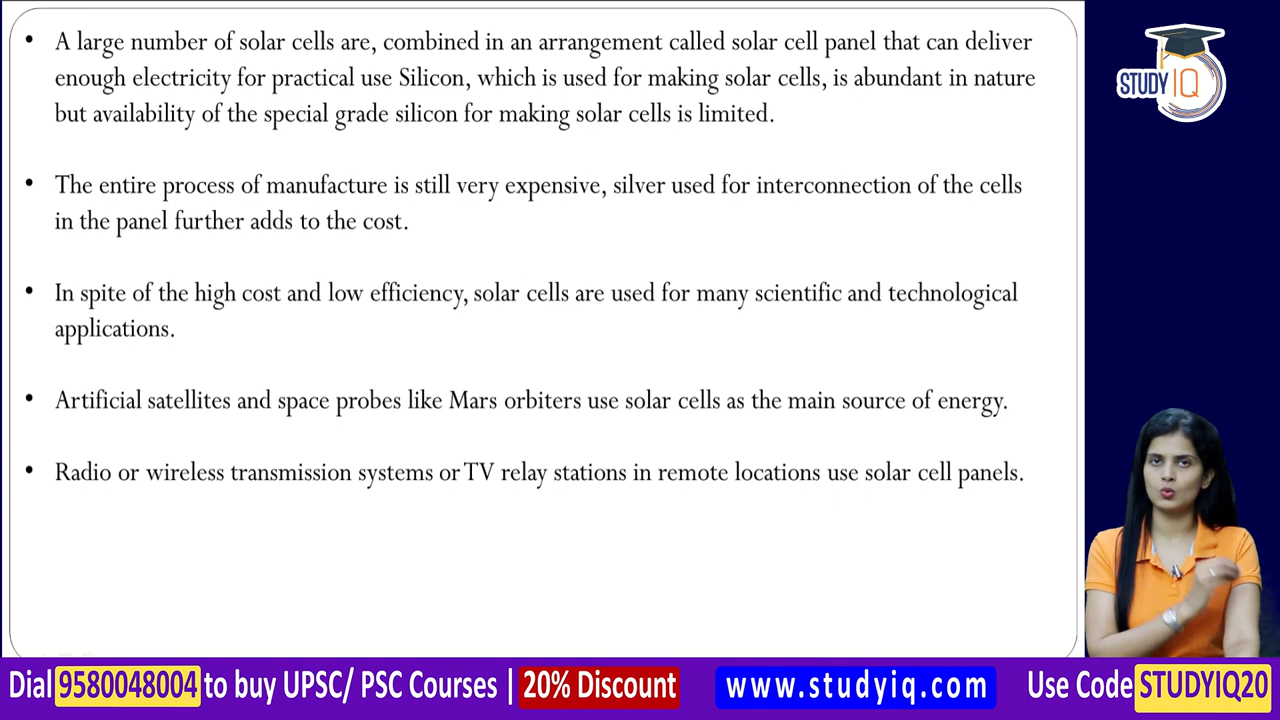 • A large number of solar cells are, combined in an arrangement called solar cell panel that can deliver
enough electricity for practical use Silicon, which is used for making solar cells, is abundant in nature
but availability of the special grade silicon for making solar cells is limited.
• The entire process of manufacture is still very expensive, silver used for interconnection of the cells
in the panel further adds to the cost.
• In spite of the high cost and low efficiency, solar cells are used for many scientific and technological
applications.
• Artificial satellites and space probes like Mars orbiters use solar cells as the main source of energy.
• Radio or wireless transmission systems or TV relay stations in remote locations use solar cell panels.
STUDY IQ
Dial 9580048004 to buy UPSC/ PSC Courses | 20% Discount www.studyiq.com Use Code STUDYIQ20